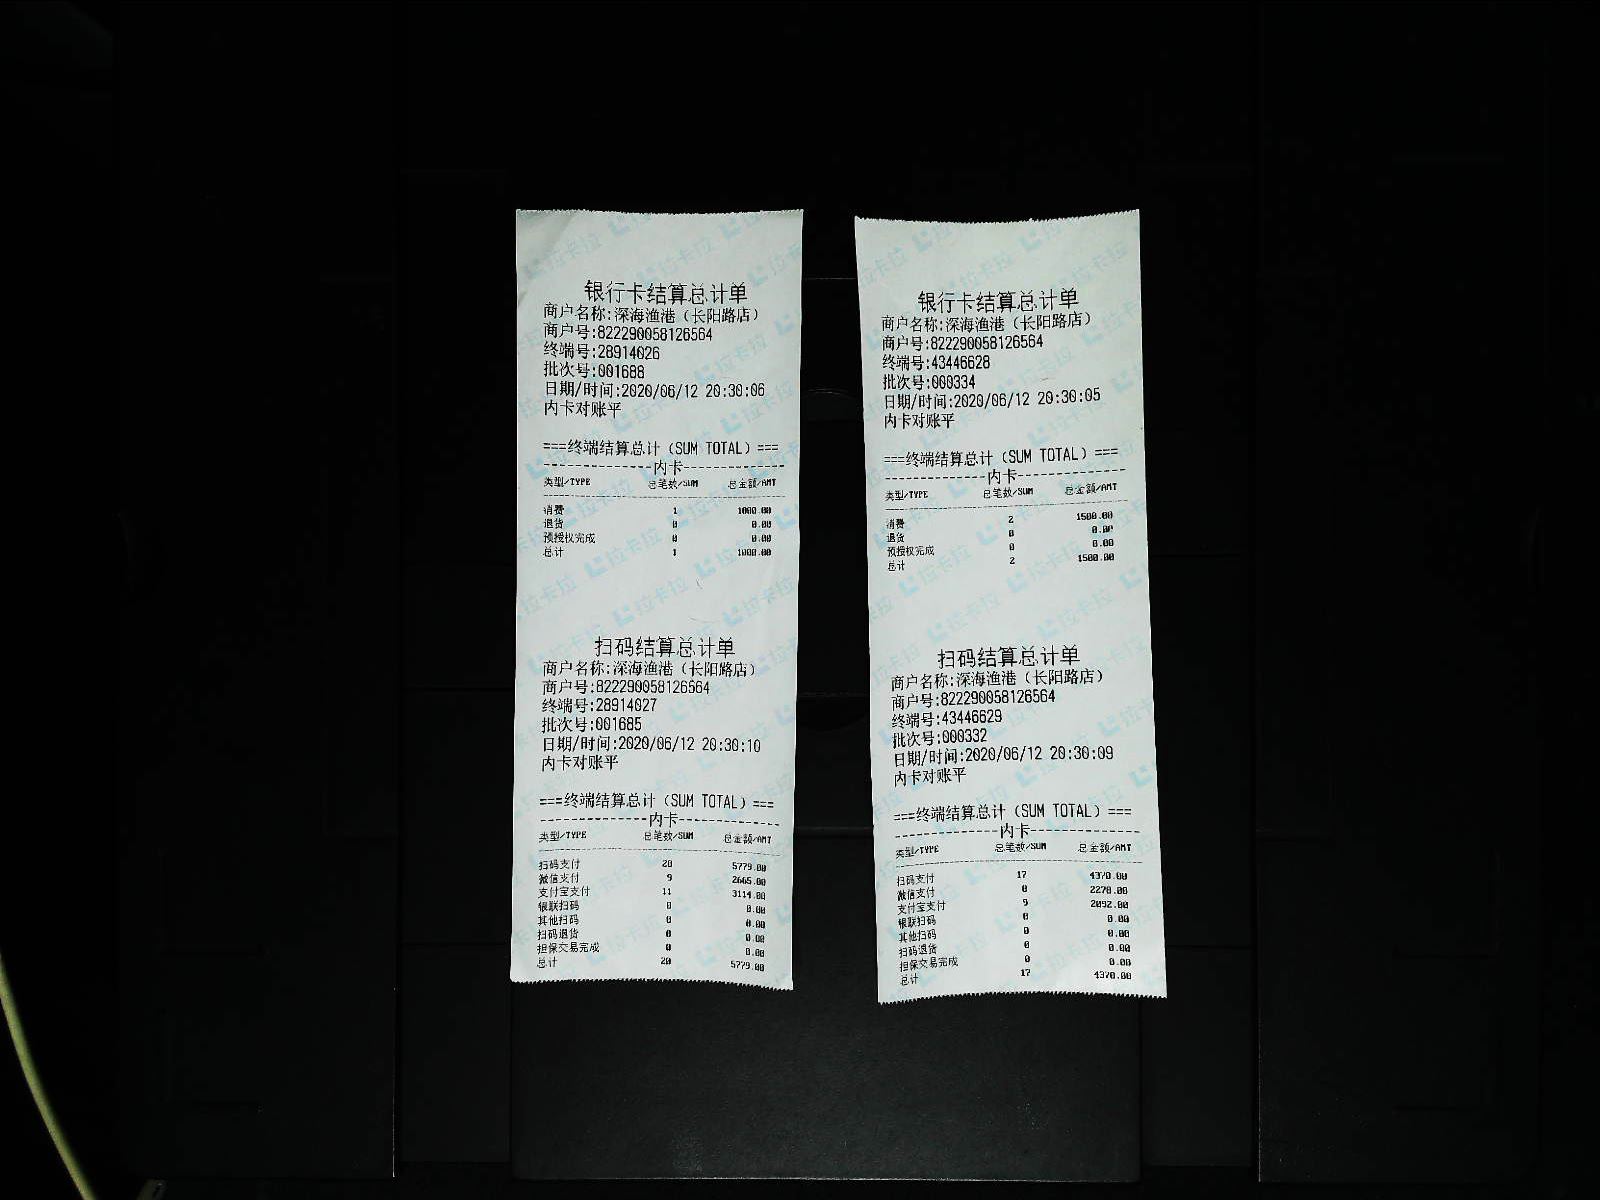 银行卡结算总计单
商户名称:深海渔港（长阳路店）
商户号:822290058126564
终端号:28914026
批次号:001688
日期/时间:2020/06/12 20:30:06
内卡对账平
===终端结算总计（SUM TOTAL）===
---------------内卡---------------
类型/TYPE 总笔数/SUM 总金额/AMT
消费 1 1000.00
退货 0 0.00
预授权完成 0 0.00
总计 1 1000.00
扫码结算总计单
商户名称:深海渔港（长阳路店）
商户号:822290058126564
终端号:28914027
批次号:001685
日期/时间:2020/06/12 20:30:10
内卡对账平
===终端结算总计（SUM TOTAL）===
---------------内卡---------------
类型/TYPE 总笔数/SUM 总金额/AMT
扫码支付 20 5779.00
微信支付 9 2665.00
支付宝支付 11 3114.00
银联扫码 0 0.00
其他扫码 0 0.00
扫码退货 0 0.00
担保交易完成 0 0.00
总计 20 5779.00
银行卡结算总计单
商户名称:深海渔港（长阳路店）
商户号:822290058126564
终端号:43446628
批次号:000334
日期/时间:2020/06/12 20:30:05
内卡对账平
===终端结算总计（SUM TOTAL）===
---------------内卡---------------
类型/TYPE 总笔数/SUM 总金额/AMT
消费 2 1500.00
退货 0 0.00
预授权完成 0 0.00
总计 2 1500.00
扫码结算总计单
商户名称:深海渔港（长阳路店）
商户号:822290058126564
终端号:43446629
批次号:000332
日期/时间:2020/06/12 20:30:09
内卡对账平
===终端结算总计（SUM TOTAL）===
---------------内卡---------------
类型/TYPE 总笔数/SUM 总金额/AMT
扫码支付 17 4370.00
微信支付 8 2278.00
支付宝支付 9 2092.00
银联扫码 0 0.00
其他扫码 0 0.00
扫码退货 0 0.00
担保交易完成 0 0.00
总计 17 4370.00
拉卡拉